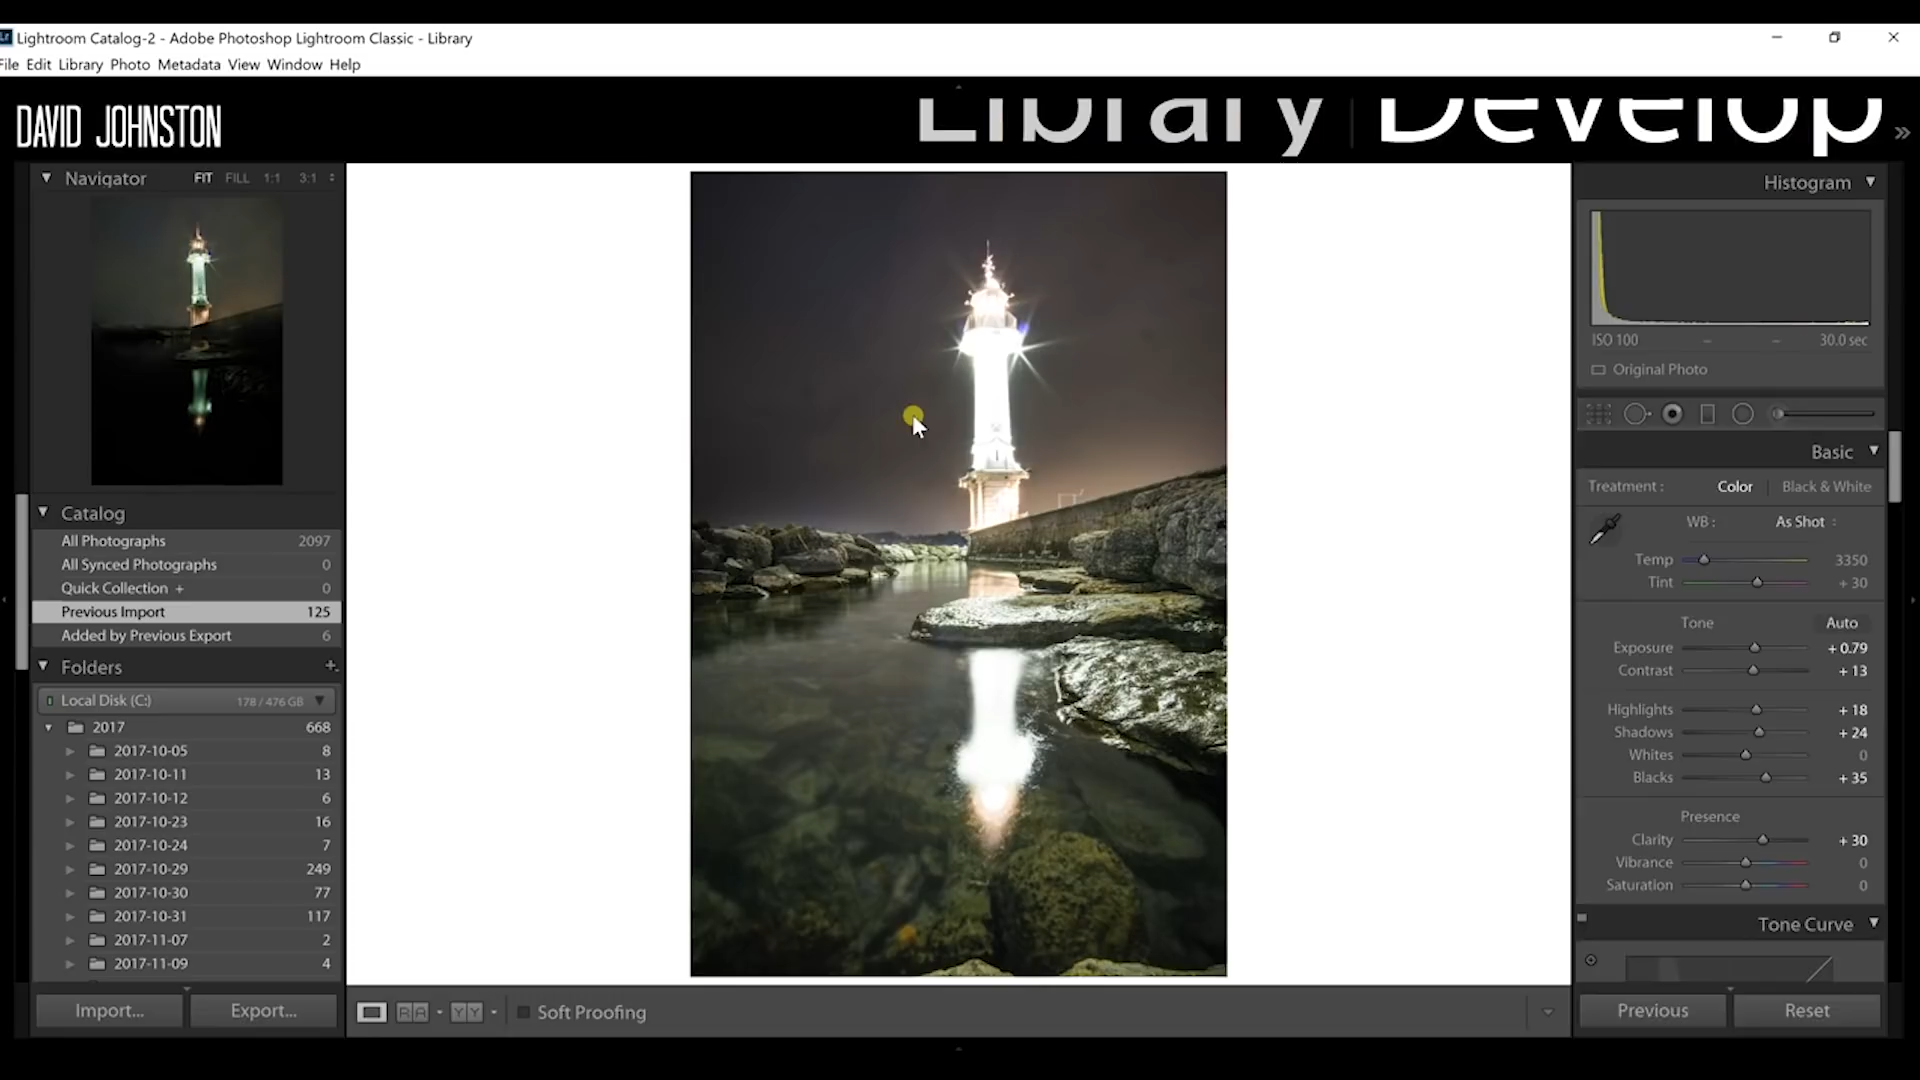 Lightroom Catalog-2 - Adobe Photoshop Lightroom Classic - Library
File Edit Library Photo Metadata View Window Help
DAVID JOHNSTON
Library | Develop »
Navigator FIT FILL 1:1 3:1
Catalog
All Photographs 2097
All Synced Photographs 0
Quick Collection + 0
Previous Import 125
Added by Previous Export 6
Folders +
Local Disk (C:) 178 / 476 GB
2017 668
2017-10-05 8
2017-10-11 13
2017-10-12 6
2017-10-23 16
2017-10-24 7
2017-10-29 249
2017-10-30 77
2017-10-31 117
2017-11-07 2
2017-11-09 4
Import... Export...
R A Y Y Soft Proofing
Histogram
ISO 100 – – 30.0 sec
Original Photo
Basic
Treatment : Color | Black & White
WB : As Shot
Temp 3350
Tint + 30
Tone Auto
Exposure + 0.79
Contrast + 13
Highlights + 18
Shadows + 24
Whites 0
Blacks + 35
Presence
Clarity + 30
Vibrance 0
Saturation 0
Tone Curve
Previous Reset